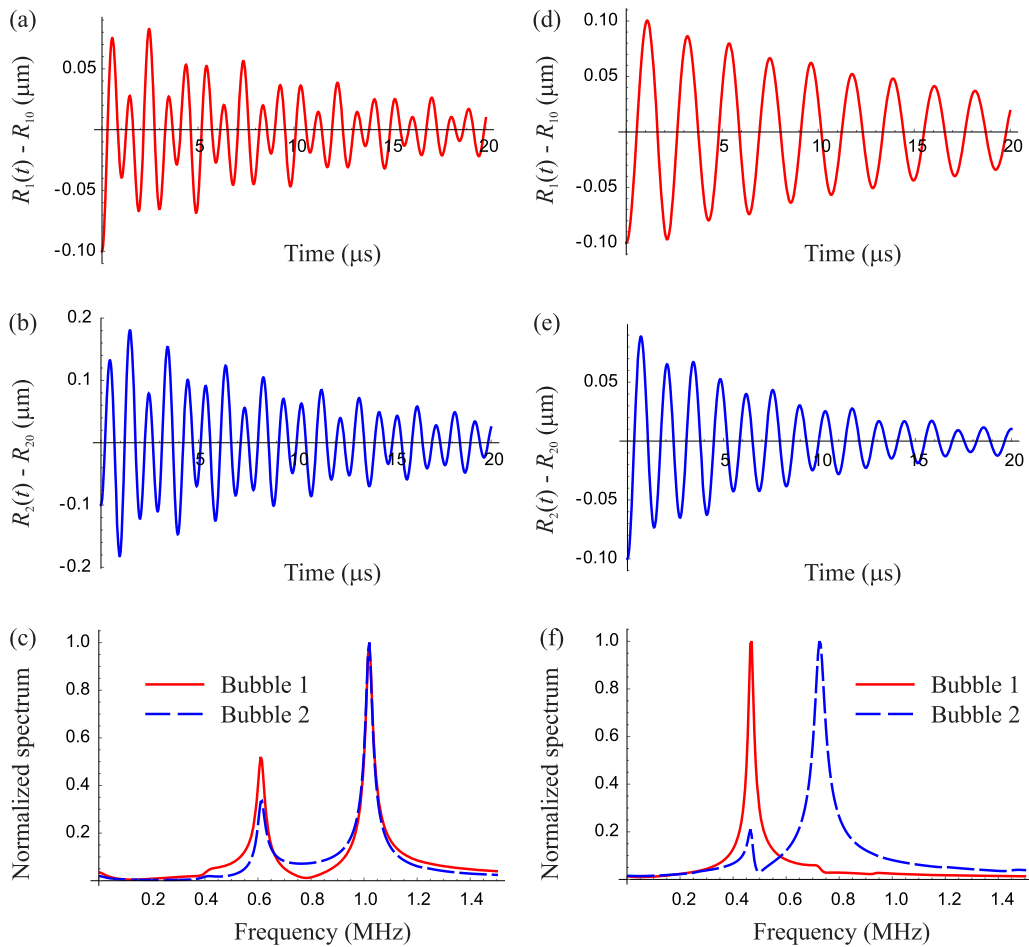 (a)
R₁(t) - R₁₀ (μm)
0.05
-0.05
-0.10
5 10 15 20
Time (μs)
(d)
R₁(t) - R₁₀ (μm)
0.10
0.05
-0.05
-0.10
5 10 15 20
Time (μs)
(b)
R₂(t) - R₂₀ (μm)
0.2
0.1
-0.1
-0.2
5 10 15 20
Time (μs)
(e)
R₂(t) - R₂₀ (μm)
0.05
-0.05
-0.10
5 10 15 20
Time (μs)
(c)
Normalized spectrum
1.0
0.8
0.6
0.4
0.2
Bubble 1
Bubble 2
0.2 0.4 0.6 0.8 1.0 1.2 1.4
Frequency (MHz)
(f)
Normalized spectrum
1.0
0.8
0.6
0.4
0.2
Bubble 1
Bubble 2
0.2 0.4 0.6 0.8 1.0 1.2 1.4
Frequency (MHz)